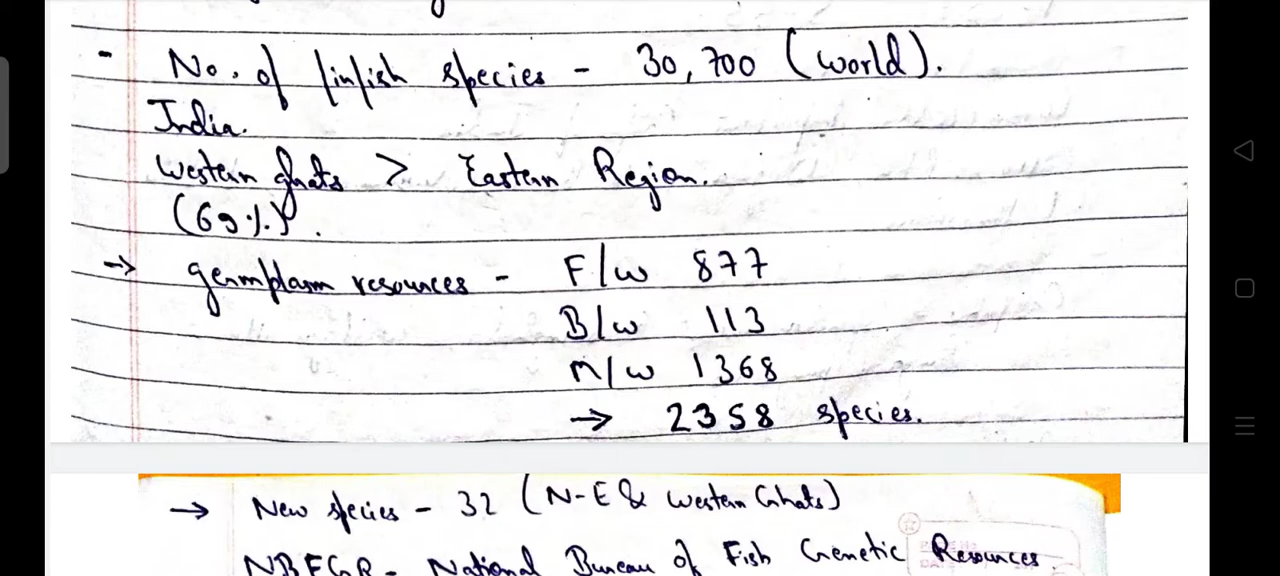 - No. of finfish species - 30,700 (world).
India.
Western ghats > Eastern Region.
(69%).
→ germplasm resources - F/w 877
B/w 113
M/w 1368
→ 2358 species.
→ New species - 32 (N-E & Western Ghats)
NBFGR - National Bureau of Fish Genetic Resources